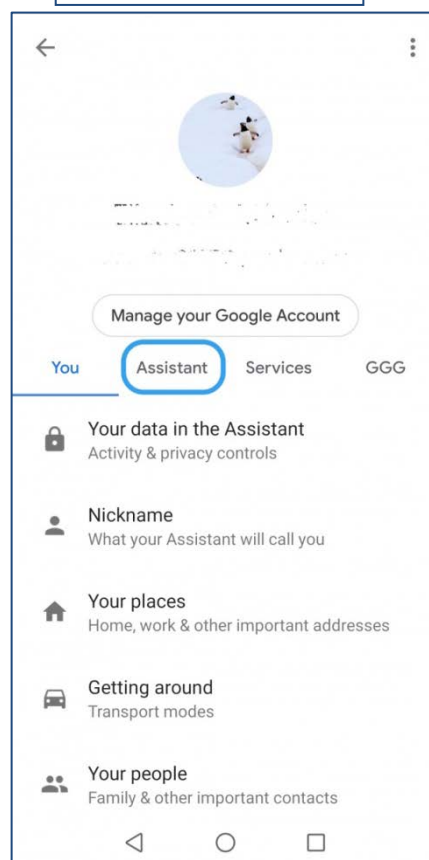 Manage your Google Account
You Assistant Services GGG
Your data in the Assistant
Activity & privacy controls
Nickname
What your Assistant will call you
Your places
Home, work & other important addresses
Getting around
Transport modes
Your people
Family & other important contacts